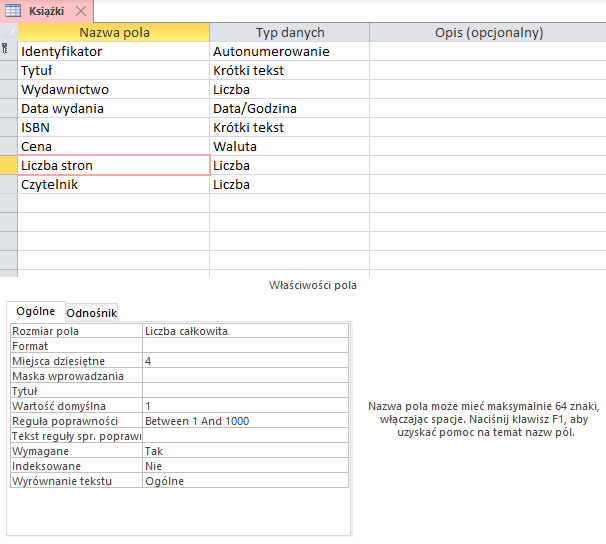 Książki
Nazwa pola Typ danych Opis (opcjonalny)
Identyfikator Autonumerowanie
Tytuł Krótki tekst
Wydawnictwo Liczba
Data wydania Data/Godzina
ISBN Krótki tekst
Cena Waluta
Liczba stron Liczba
Czytelnik Liczba
Właściwości pola
Ogólne Odnośnik
Rozmiar pola Liczba całkowita
Format
Miejsca dziesiętne 4
Maska wprowadzania
Tytuł
Wartość domyślna 1
Reguła poprawności Between 1 And 1000
Tekst reguły spr. poprawn
Wymagane Tak
Indeksowane Nie
Wyrównanie tekstu Ogólne
Nazwa pola może mieć maksymalnie 64 znaki,
włączając spacje. Naciśnij klawisz F1, aby
uzyskać pomoc na temat nazw pól.